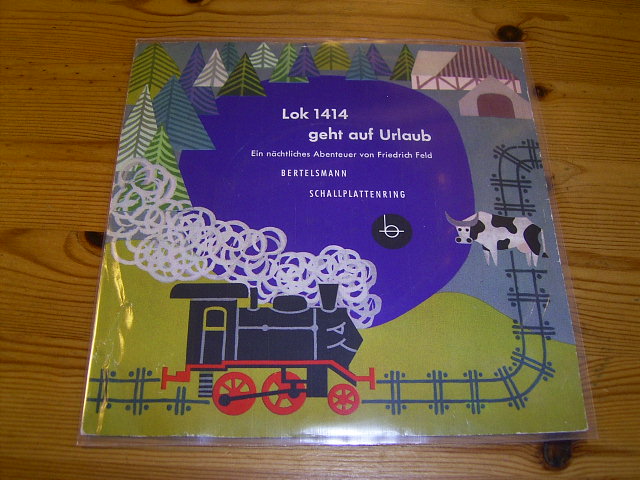 Lok 1414
geht auf Urlaub
Ein nächtliches Abenteuer von Friedrich Feld
BERTELSMANN
SCHALLPLATTENRING